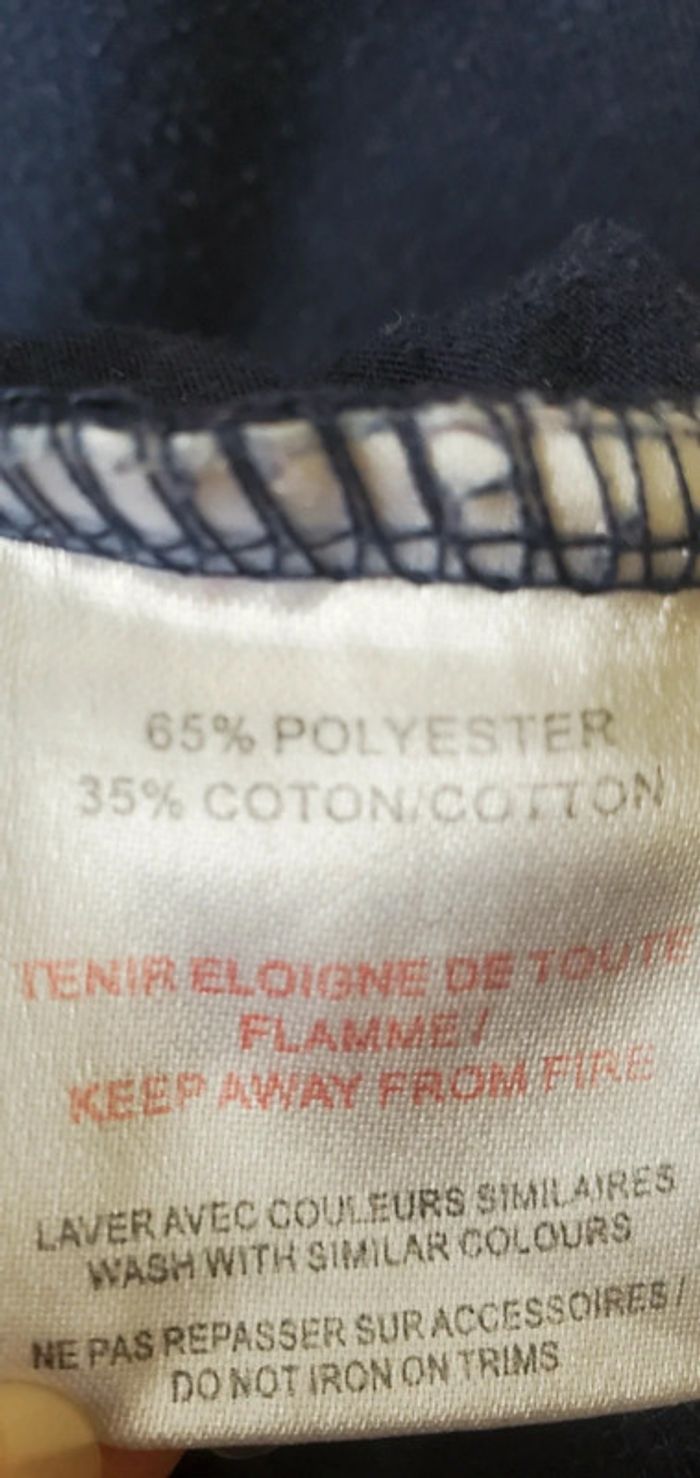 65% POLYESTER
35% COTON/COTTON
TENIR ELOIGNE DE TOUTE
FLAMME /
KEEP AWAY FROM FIRE
LAVER AVEC COULEURS SIMILAIRES
WASH WITH SIMILAR COLOURS
NE PAS REPASSER SUR ACCESSOIRES /
DO NOT IRON ON TRIMS